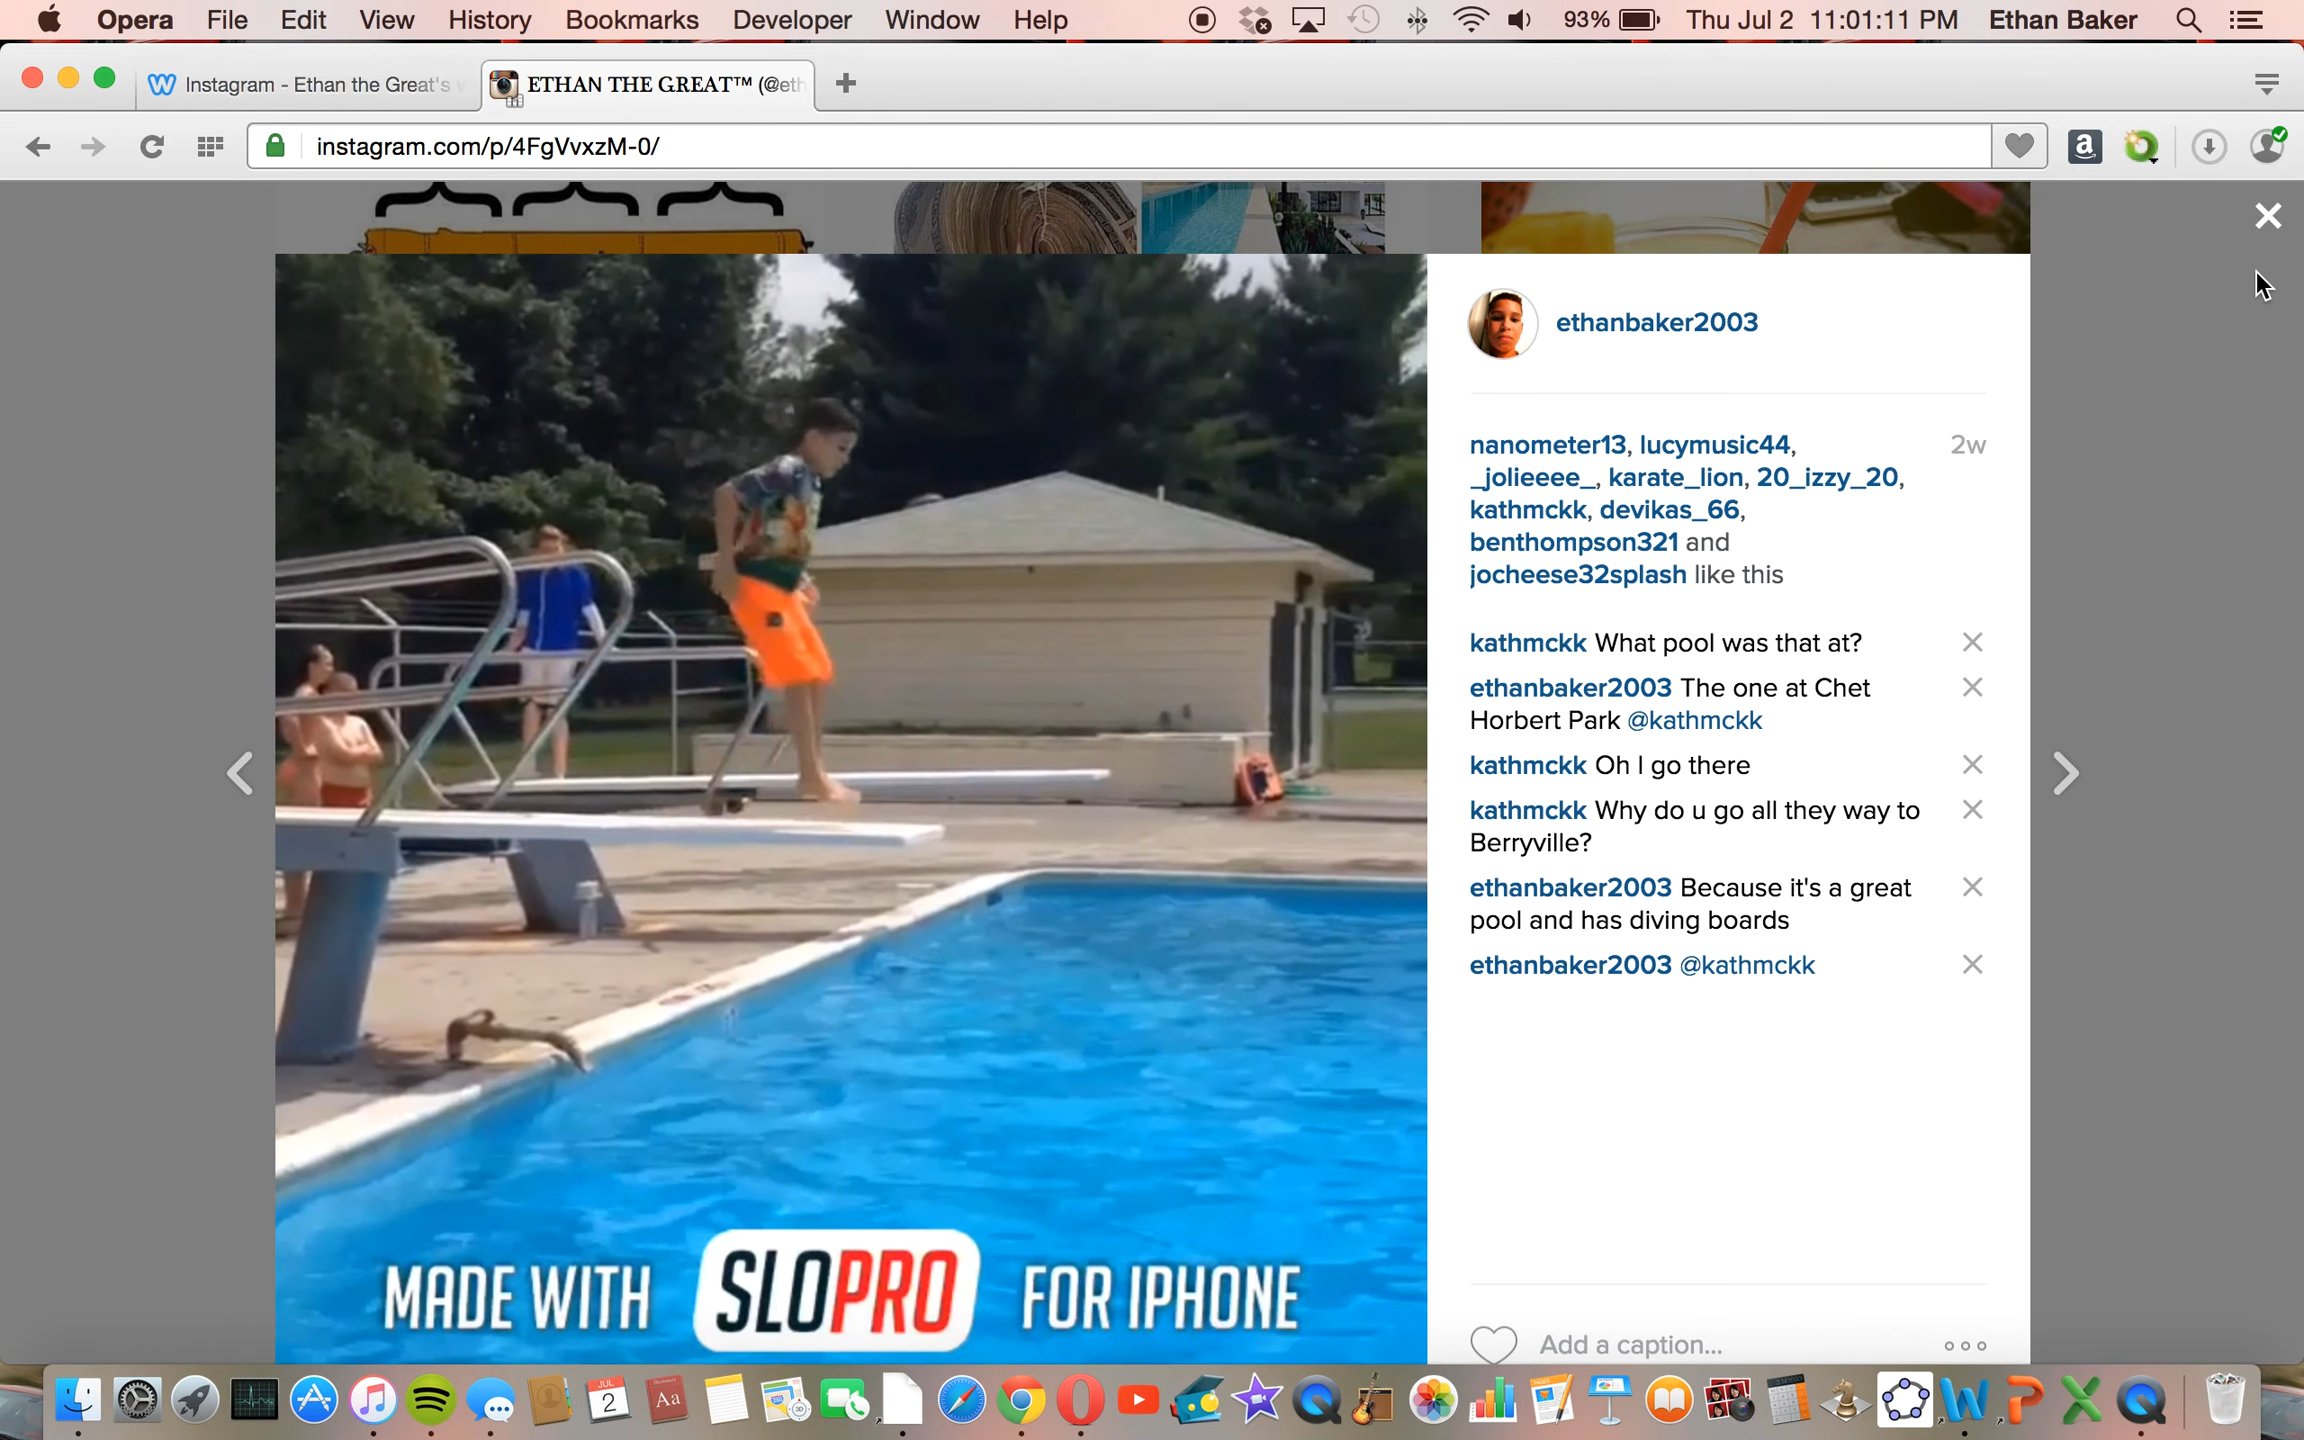 Opera File Edit View History Bookmarks Developer Window Help 93% Thu Jul 2 11:01:11 PM Ethan Baker
Instagram - Ethan the Great's ETHAN THE GREAT™ (@eth
instagram.com/p/4FgVvxzM-0/
ethanbaker2003
nanometer13, lucymusic44, 2w
_jolieeee_, karate_lion, 20_izzy_20,
kathmckk, devikas_66,
benthompson321 and
jocheese32splash like this
kathmckk What pool was that at?
ethanbaker2003 The one at Chet
Horbert Park @kathmckk
kathmckk Oh I go there
kathmckk Why do u go all they way to
Berryville?
ethanbaker2003 Because it's a great
pool and has diving boards
ethanbaker2003 @kathmckk
MADE WITH SLOPRO FOR IPHONE
Add a caption...
JUL
2
Aa
3D